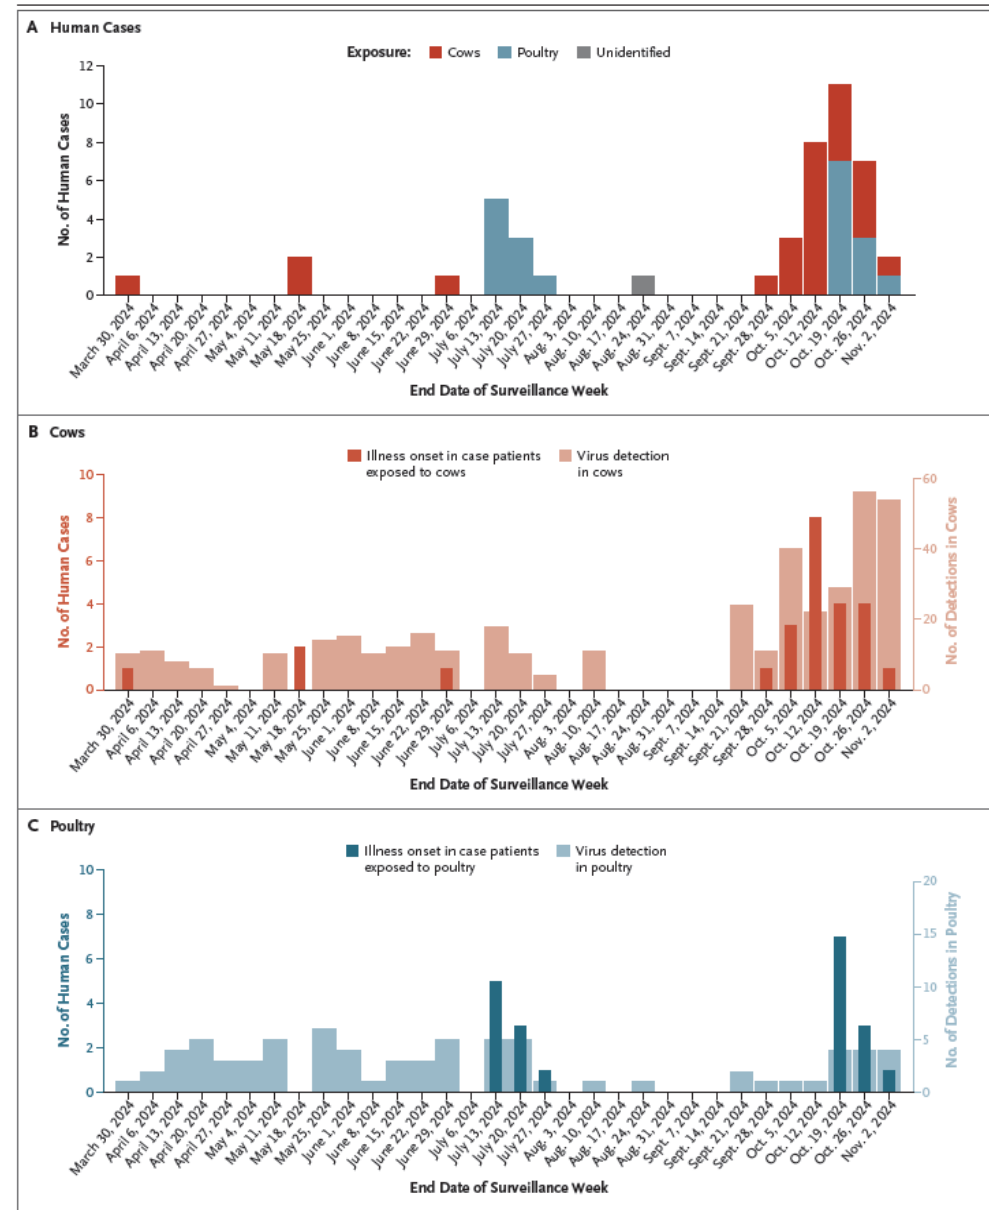 A Human Cases
Exposure: Cows Poultry Unidentified
12
10
8
6
4
2
0
No. of Human Cases
March 30, 2024
April 6, 2024
April 13, 2024
April 20, 2024
April 27, 2024
May 4, 2024
May 11, 2024
May 18, 2024
May 25, 2024
June 1, 2024
June 8, 2024
June 15, 2024
June 22, 2024
June 29, 2024
July 6, 2024
July 13, 2024
July 20, 2024
July 27, 2024
Aug. 3, 2024
Aug. 10, 2024
Aug. 17, 2024
Aug. 24, 2024
Aug. 31, 2024
Sept. 7, 2024
Sept. 14, 2024
Sept. 21, 2024
Sept. 28, 2024
Oct. 5, 2024
Oct. 12, 2024
Oct. 19, 2024
Oct. 26, 2024
Nov. 2, 2024
End Date of Surveillance Week
B Cows
Illness onset in case patients
exposed to cows
Virus detection
in cows
10
8
6
4
2
0
No. of Human Cases
60
40
20
0
No. of Detections in Cows
March 30, 2024
April 6, 2024
April 13, 2024
April 20, 2024
April 27, 2024
May 4, 2024
May 11, 2024
May 18, 2024
May 25, 2024
June 1, 2024
June 8, 2024
June 15, 2024
June 22, 2024
June 29, 2024
July 6, 2024
July 13, 2024
July 20, 2024
July 27, 2024
Aug. 3, 2024
Aug. 10, 2024
Aug. 17, 2024
Aug. 24, 2024
Aug. 31, 2024
Sept. 7, 2024
Sept. 14, 2024
Sept. 21, 2024
Sept. 28, 2024
Oct. 5, 2024
Oct. 12, 2024
Oct. 19, 2024
Oct. 26, 2024
Nov. 2, 2024
End Date of Surveillance Week
C Poultry
Illness onset in case patients
exposed to poultry
Virus detection
in poultry
10
8
6
4
2
0
No. of Human Cases
20
15
10
5
0
No. of Detections in Poultry
March 30, 2024
April 6, 2024
April 13, 2024
April 20, 2024
April 27, 2024
May 4, 2024
May 11, 2024
May 18, 2024
May 25, 2024
June 1, 2024
June 8, 2024
June 15, 2024
June 22, 2024
June 29, 2024
July 6, 2024
July 13, 2024
July 20, 2024
July 27, 2024
Aug. 3, 2024
Aug. 10, 2024
Aug. 17, 2024
Aug. 24, 2024
Aug. 31, 2024
Sept. 7, 2024
Sept. 14, 2024
Sept. 21, 2024
Sept. 28, 2024
Oct. 5, 2024
Oct. 12, 2024
Oct. 19, 2024
Oct. 26, 2024
Nov. 2, 2024
End Date of Surveillance Week